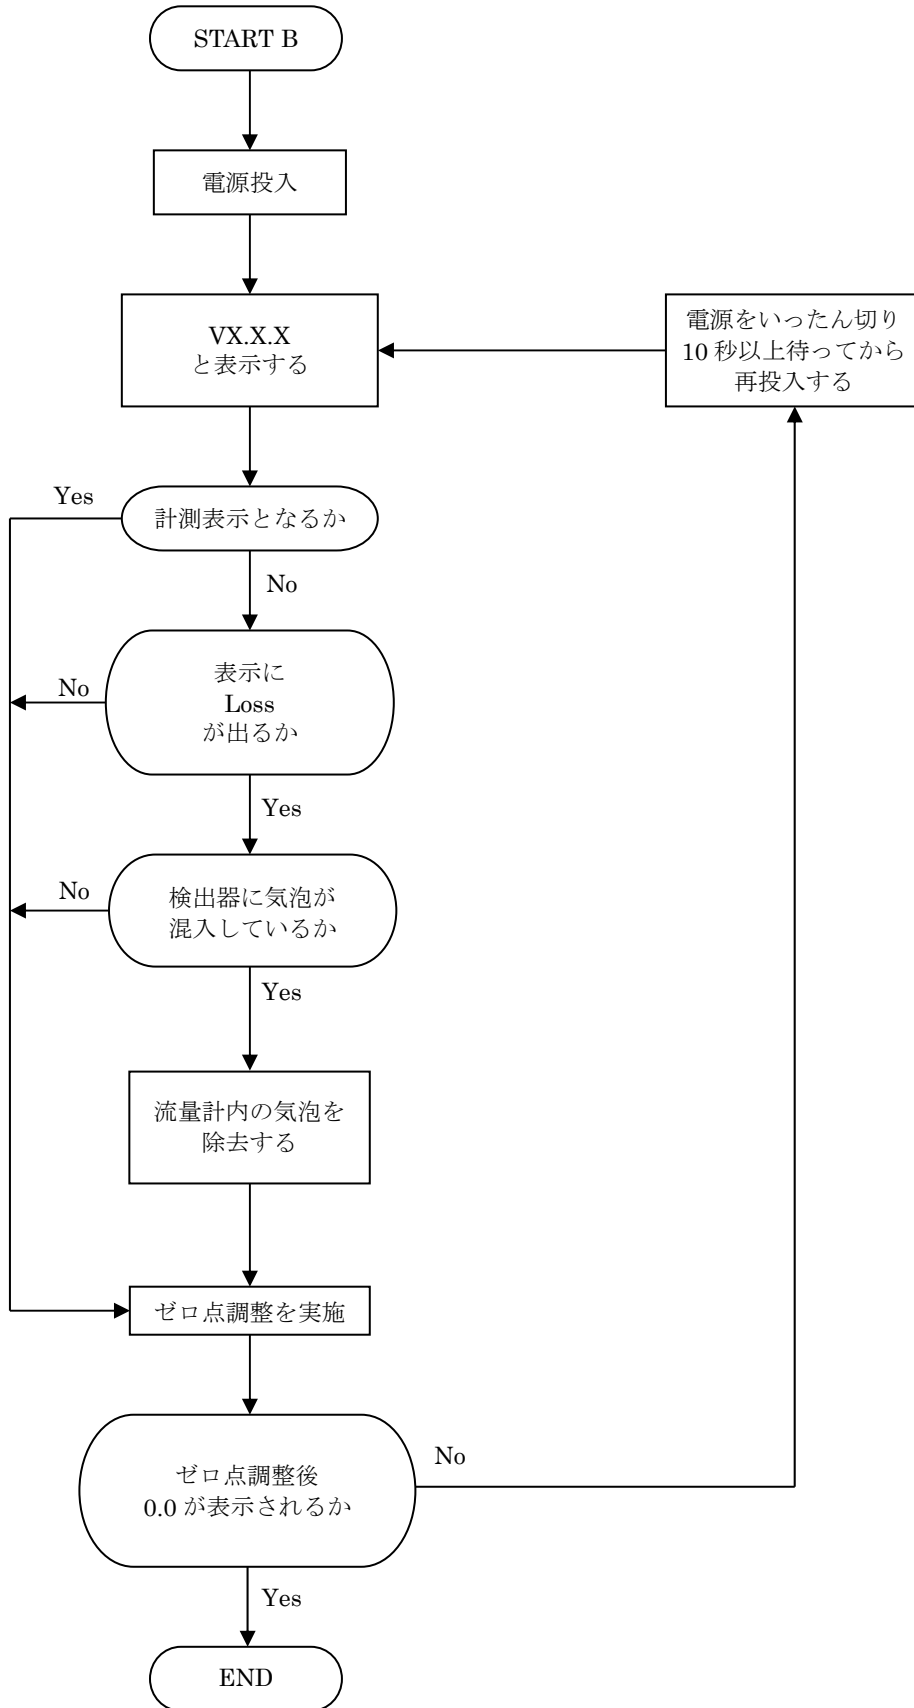 START B
電源投入
VX.X.X
と表示する
電源をいったん切り
10 秒以上待ってから
再投入する
Yes
計測表示となるか
No
表示に
Loss
が出るか
No
Yes
検出器に気泡が
混入しているか
No
Yes
流量計内の気泡を
除去する
ゼロ点調整を実施
ゼロ点調整後
0.0 が表示されるか
No
Yes
END